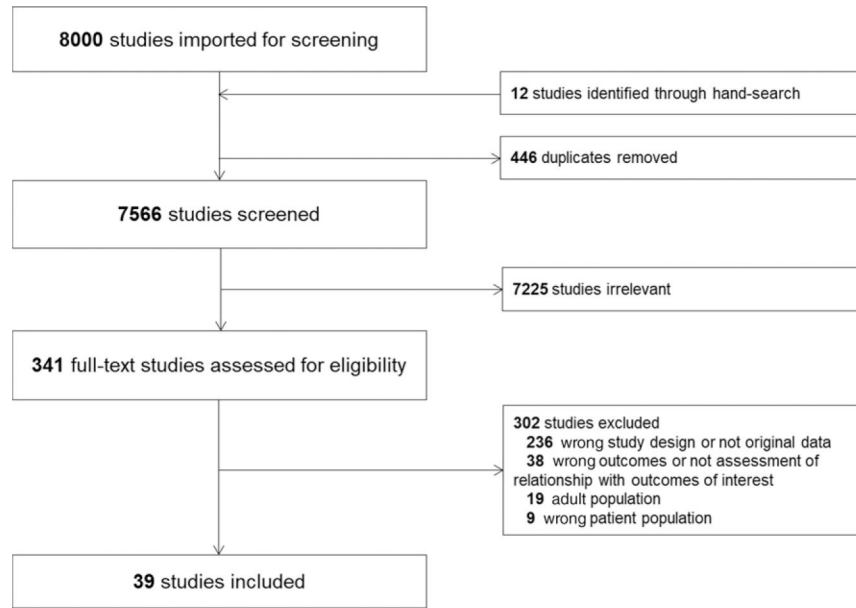 8000 studies imported for screening
12 studies identified through hand-search
446 duplicates removed
7566 studies screened
7225 studies irrelevant
341 full-text studies assessed for eligibility
302 studies excluded
236 wrong study design or not original data
38 wrong outcomes or not assessment of
relationship with outcomes of interest
19 adult population
9 wrong patient population
39 studies included